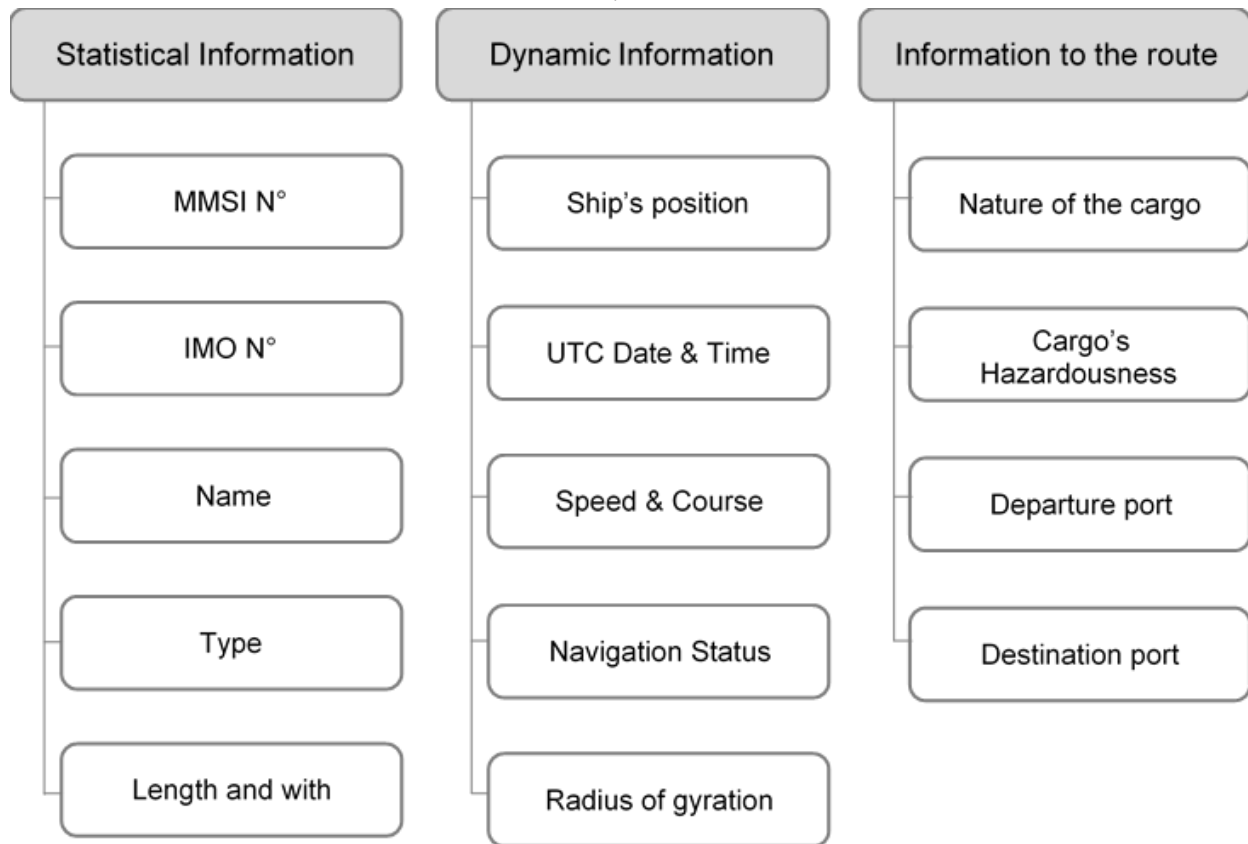 Statistical Information
MMSI N°
IMO N°
Name
Type
Length and with
Dynamic Information
Ship's position
UTC Date & Time
Speed & Course
Navigation Status
Radius of gyration
Information to the route
Nature of the cargo
Cargo's
Hazardousness
Departure port
Destination port